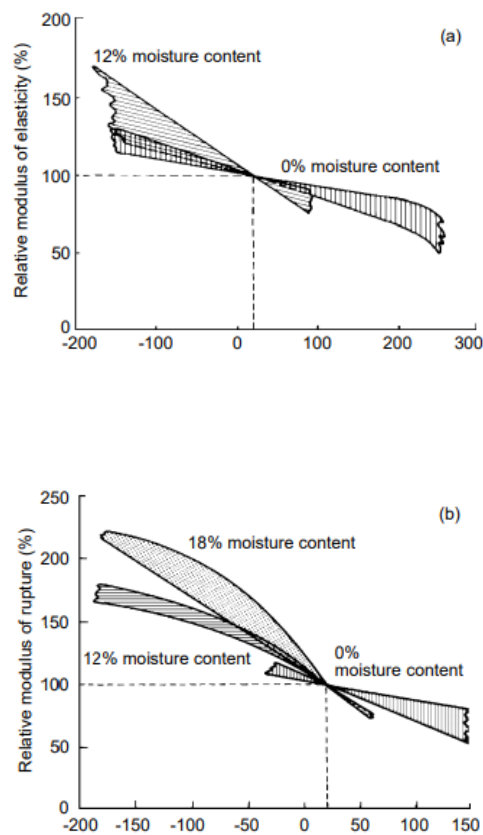 200
(a)
12% moisture content
150
0% moisture content
100
50
0
-200 -100 0 100 200 300
Relative modulus of elasticity (%)
250
(b)
200
18% moisture content
150
12% moisture content
0%
moisture content
100
50
0
-200 -150 -100 -50 0 50 100 150
Relative modulus of rupture (%)